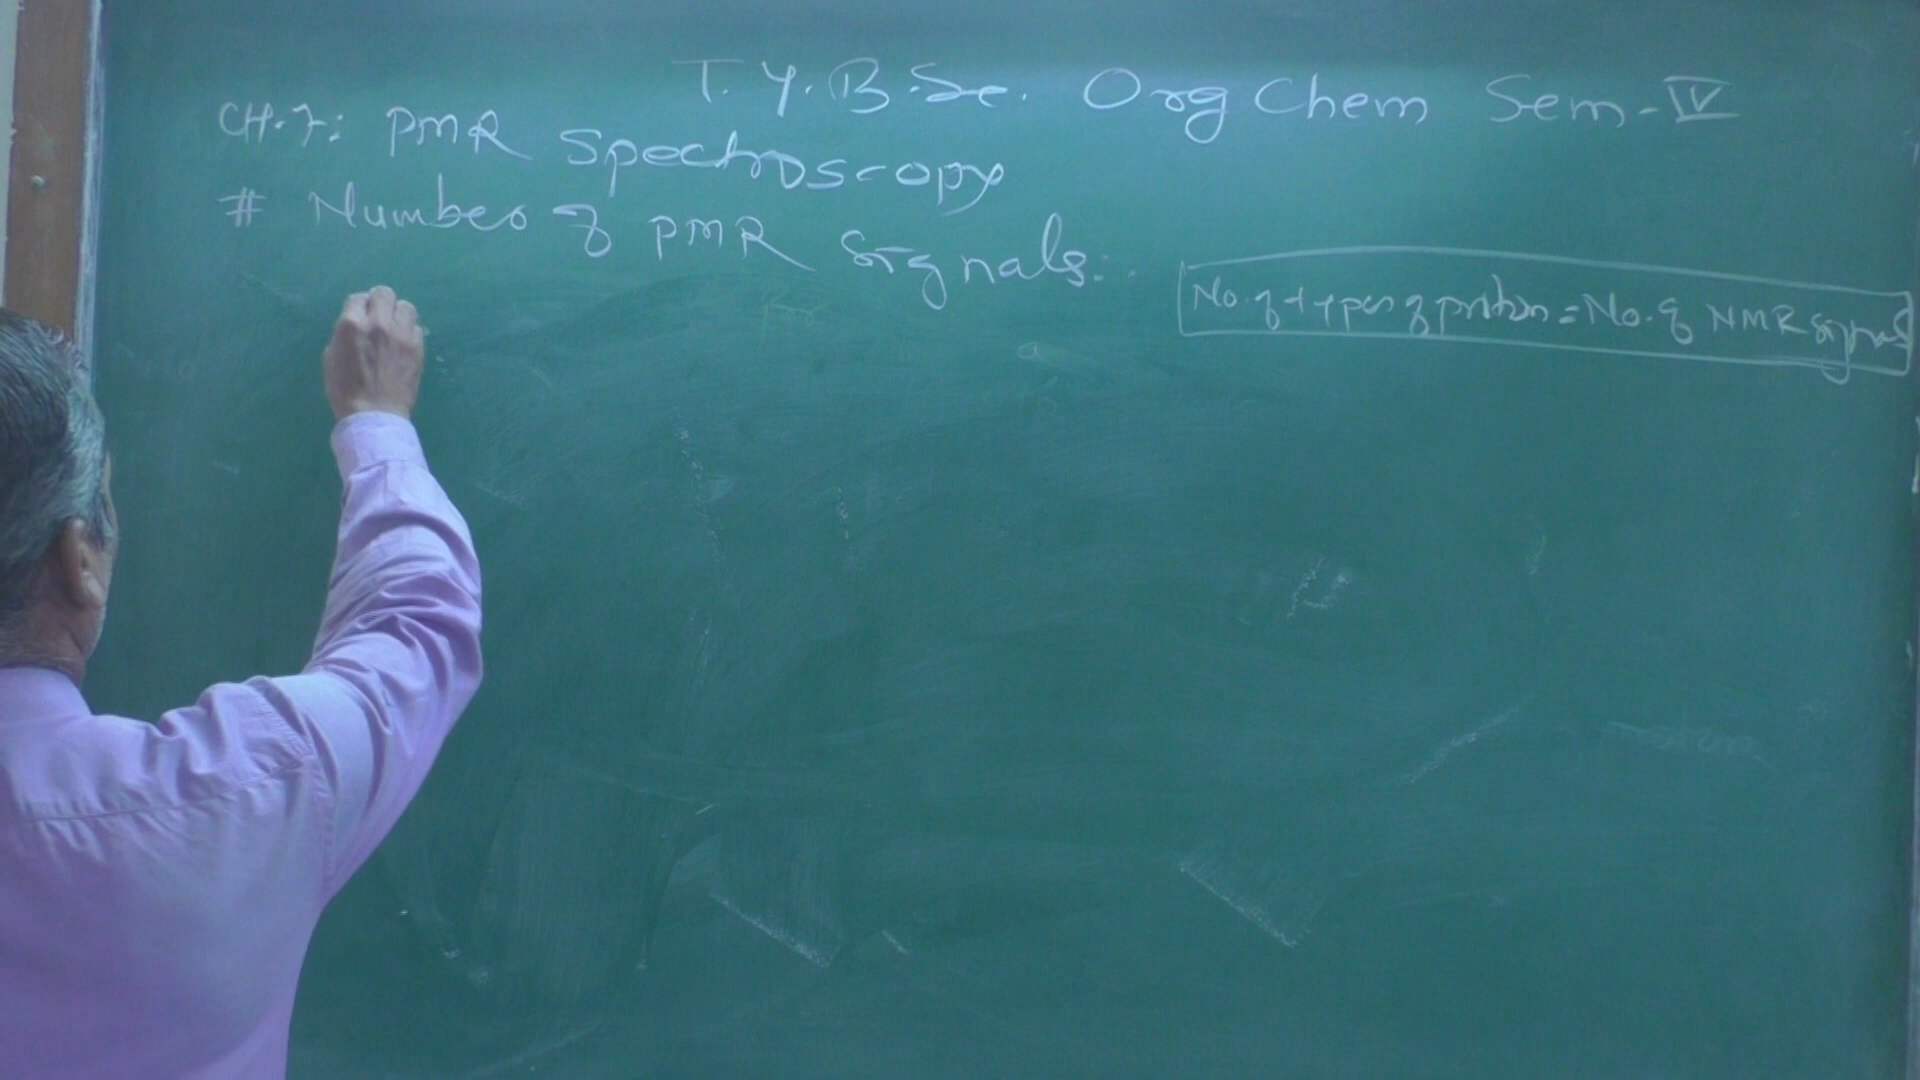 T.Y.B.Sc. Org Chem Sem-IV
CH.7: PMR Spectroscopy
# Number of PMR Signals:
No. of types of proton = No. of NMR signals